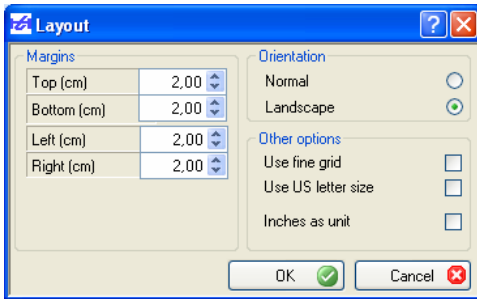 Layout
Margins
Top (cm) 2,00
Bottom (cm) 2,00
Left (cm) 2,00
Right (cm) 2,00
Orientation
Normal
Landscape
Other options
Use fine grid
Use US letter size
Inches as unit
OK Cancel